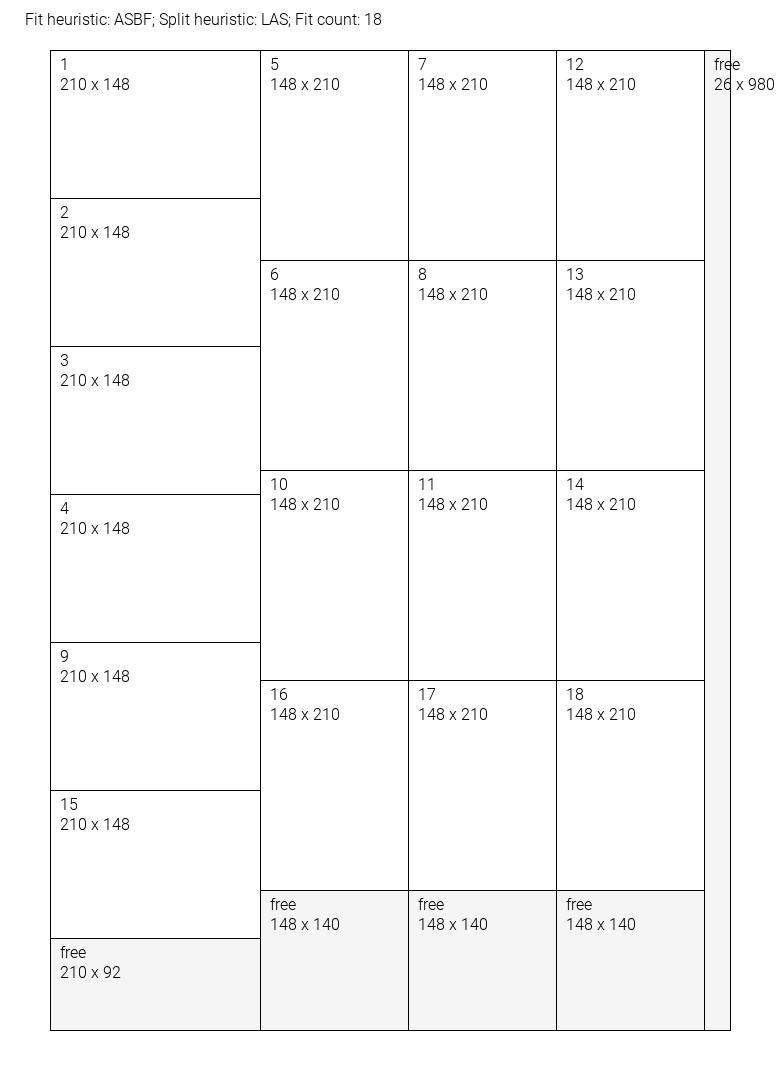 Fit heuristic: ASBF; Split heuristic: LAS; Fit count: 18
1
210 x 148
5
148 x 210
7
148 x 210
12
148 x 210
free
26 x 980
2
210 x 148
6
148 x 210
8
148 x 210
13
148 x 210
3
210 x 148
10
148 x 210
11
148 x 210
14
148 x 210
4
210 x 148
9
210 x 148
16
148 x 210
17
148 x 210
18
148 x 210
15
210 x 148
free
148 x 140
free
148 x 140
free
148 x 140
free
210 x 92